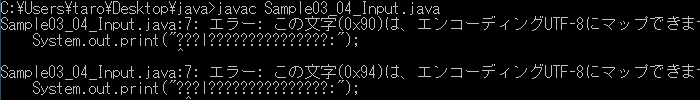 C:¥Users¥taro¥Desktop¥java>javac Sample03_04_Input.java
Sample03_04_Input.java:7: エラー: この文字(0x90)は、エンコーディングUTF-8にマップできませ
System.out.print("???|???????????????:");
^
Sample03_04_Input.java:7: エラー: この文字(0x94)は、エンコーディングUTF-8にマップできませ
System.out.print("???|???????????????:");
^